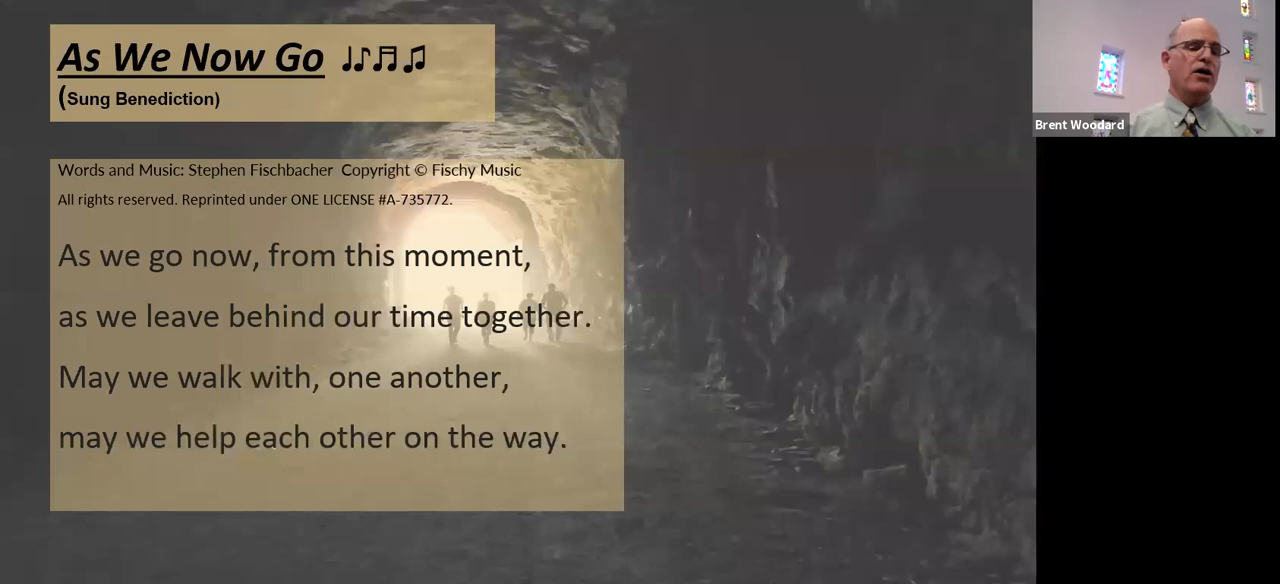 As We Now Go ♩♪♬♫
(Sung Benediction)
Words and Music: Stephen Fischbacher  Copyright © Fischy Music
All rights reserved. Reprinted under ONE LICENSE #A-735772.
As we go now, from this moment,
as we leave behind our time together.
May we walk with, one another,
may we help each other on the way.
Brent Woodard